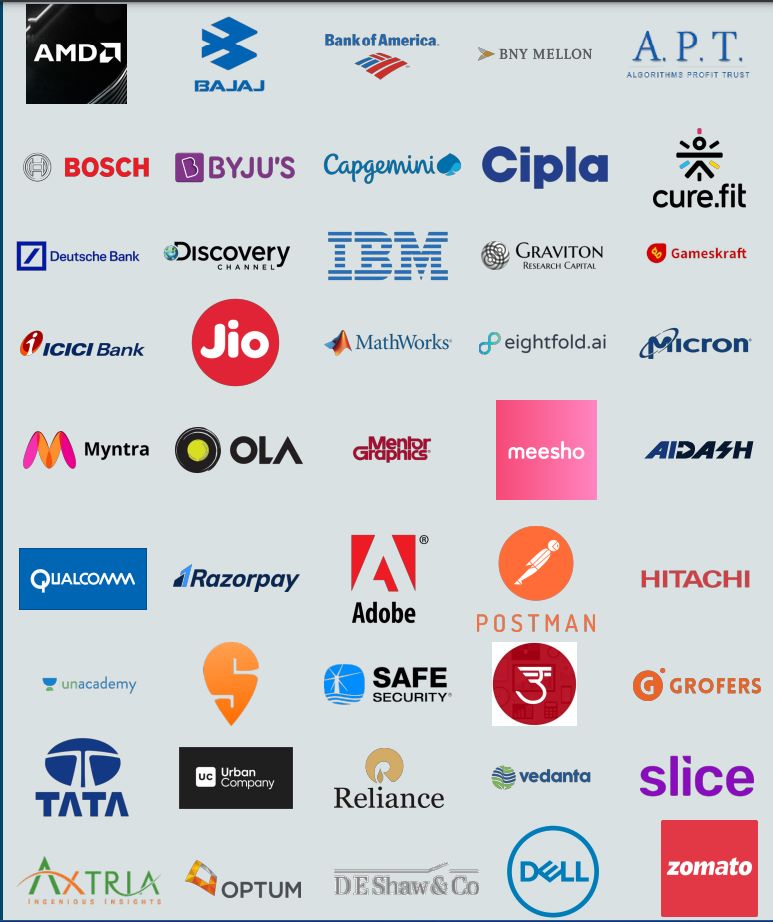 AMD
BAJAJ
Bank of America.
BNY MELLON
A.P.T.
ALGORITHMS PROFIT TRUST
BOSCH
B BYJU'S
Capgemini
Cipla
cure.fit
Deutsche Bank
Discovery
CHANNEL
IBM
GRAVITON
RESEARCH CAPITAL
Gameskraft
i ICICI Bank
Jio
MathWorks®
eightfold.ai
Micron®
Myntra
OLA
Mentor
Graphics®
meesho
AIDASH
QUALCOMM
Razorpay
®
Adobe
POSTMAN
HITACHI
unacademy
SAFE
SECURITY®
उ
G GROFERS
TATA
UC Urban
Company
Reliance
vedanta
slice
AXTRIA
INGENIOUS INSIGHTS
OPTUM
DE Shaw & Co
DELL
zomato